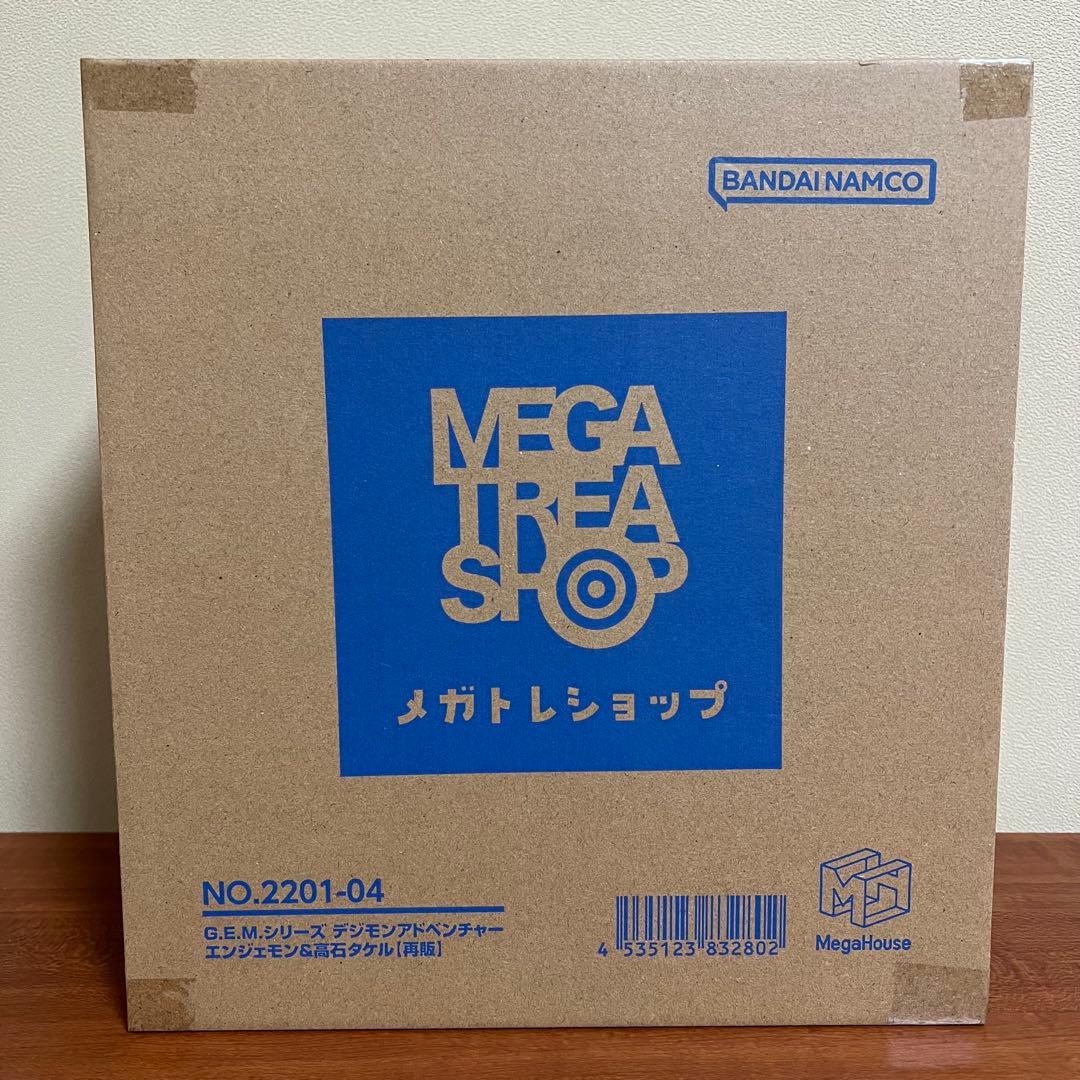 BANDAI NAMCO
MEGA
TREA
SHOP
メガトレショップ
NO.2201-04
G.E.M.シリーズ デジモンアドベンチャー
エンジェモン&高石タケル【再販】
4 535123 832802
MegaHouse